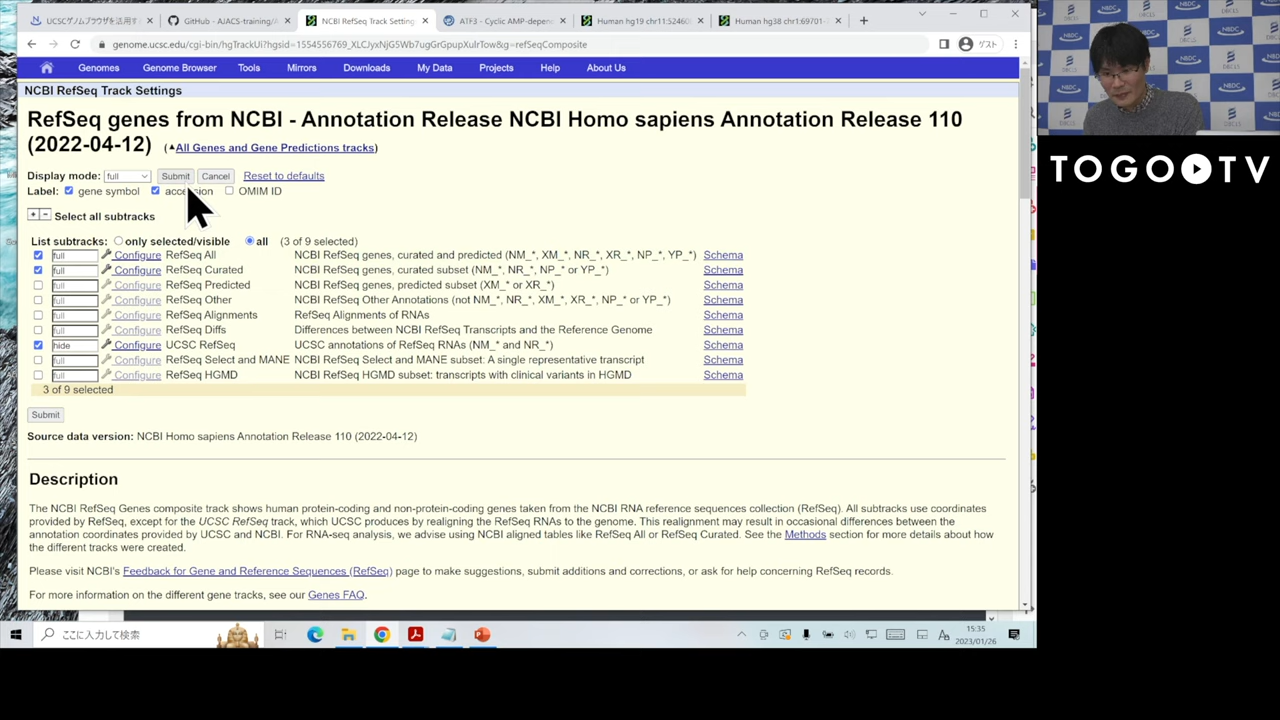 UCSCゲノムブラウザを活用す
GitHub - AJACS-training/A
NCBI RefSeq Track Setting
ATF3 - Cyclic AMP-depen
Human hg19 chr11:52460
Human hg38 chr1:69701-
genome.ucsc.edu/cgi-bin/hgTrackUi?hgsid=1554556769_XLCJyxNjG5Wb7ugGrGpupXuIrTow&g=refSeqComposite
ゲスト
Genomes Genome Browser Tools Mirrors Downloads My Data Projects Help About Us
NCBI RefSeq Track Settings
RefSeq genes from NCBI - Annotation Release NCBI Homo sapiens Annotation Release 110
(2022-04-12) (All Genes and Gene Predictions tracks)
Display mode: full Submit Cancel Reset to defaults
Label: gene symbol accession OMIM ID
+ - Select all subtracks
List subtracks: only selected/visible all (3 of 9 selected)
full Configure RefSeq All NCBI RefSeq genes, curated and predicted (NM_*, XM_*, NR_*, XR_*, NP_*, YP_*) Schema
full Configure RefSeq Curated NCBI RefSeq genes, curated subset (NM_*, NR_*, NP_* or YP_*) Schema
full Configure RefSeq Predicted NCBI RefSeq genes, predicted subset (XM_* or XR_*) Schema
full Configure RefSeq Other NCBI RefSeq Other Annotations (not NM_*, NR_*, XM_*, XR_*, NP_* or YP_*) Schema
full Configure RefSeq Alignments RefSeq Alignments of RNAs Schema
full Configure RefSeq Diffs Differences between NCBI RefSeq Transcripts and the Reference Genome Schema
hide Configure UCSC RefSeq UCSC annotations of RefSeq RNAs (NM_* and NR_*) Schema
full Configure RefSeq Select and MANE NCBI RefSeq Select and MANE subset: A single representative transcript Schema
full Configure RefSeq HGMD NCBI RefSeq HGMD subset: transcripts with clinical variants in HGMD Schema
3 of 9 selected
Submit
Source data version: NCBI Homo sapiens Annotation Release 110 (2022-04-12)
Description
The NCBI RefSeq Genes composite track shows human protein-coding and non-protein-coding genes taken from the NCBI RNA reference sequences collection (RefSeq). All subtracks use coordinates
provided by RefSeq, except for the UCSC RefSeq track, which UCSC produces by realigning the RefSeq RNAs to the genome. This realignment may result in occasional differences between the
annotation coordinates provided by UCSC and NCBI. For RNA-seq analysis, we advise using NCBI aligned tables like RefSeq All or RefSeq Curated. See the Methods section for more details about how
the different tracks were created.
Please visit NCBI's Feedback for Gene and Reference Sequences (RefSeq) page to make suggestions, submit additions and corrections, or ask for help concerning RefSeq records.
For more information on the different gene tracks, see our Genes FAQ.
ここに入力して検索
15:35
2023/01/26
NBDC
DBCLS
TOGO TV